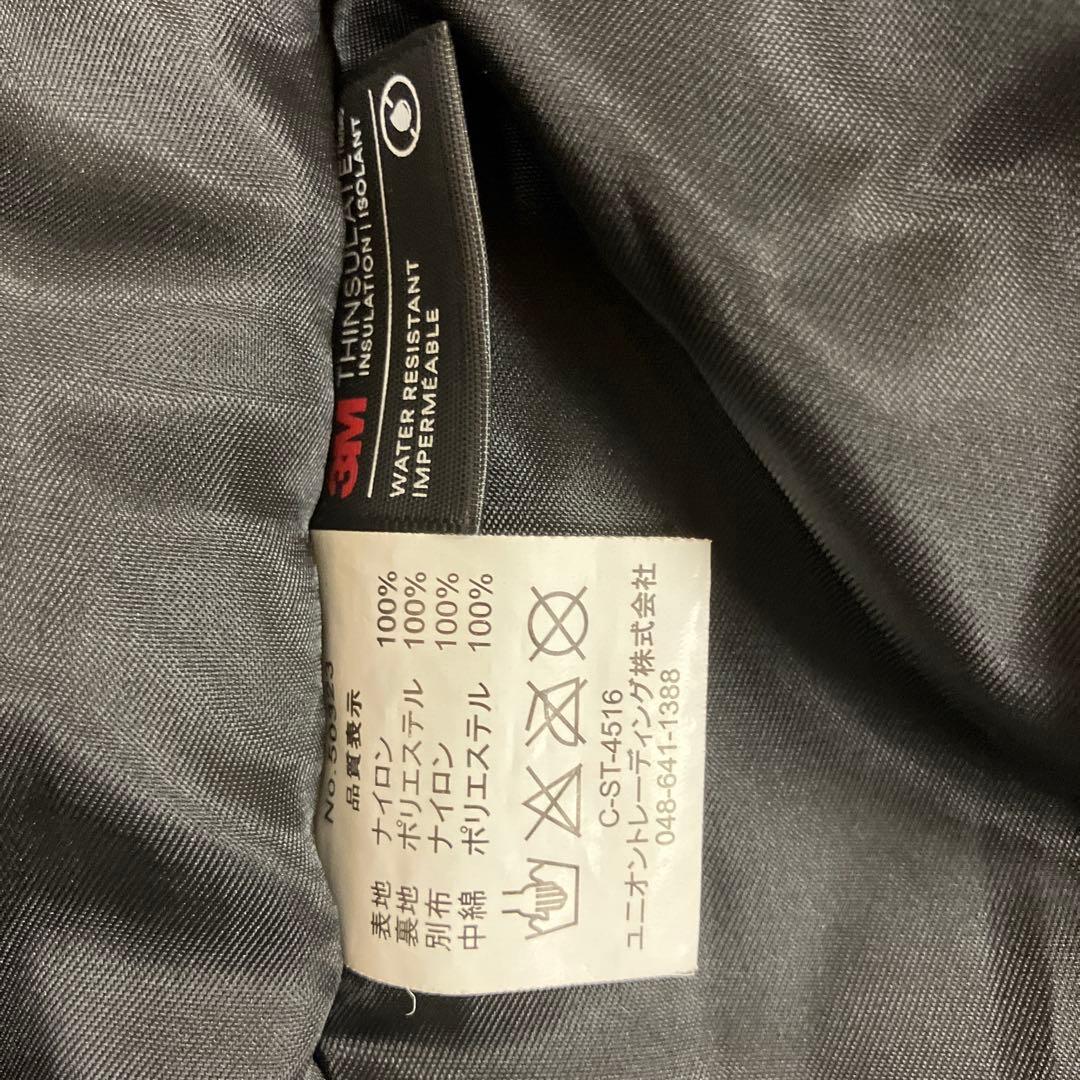 3M THINSULATE
INSULATION | ISOLANT
WATER RESISTANT
IMPERMÉABLE
No.50323
品質表示
表地 ナイロン 100%
裏地 ポリエステル 100%
別布 ナイロン 100%
中綿 ポリエステル 100%
C-ST-4516
ユニオントレーディング株式会社
048-641-1388